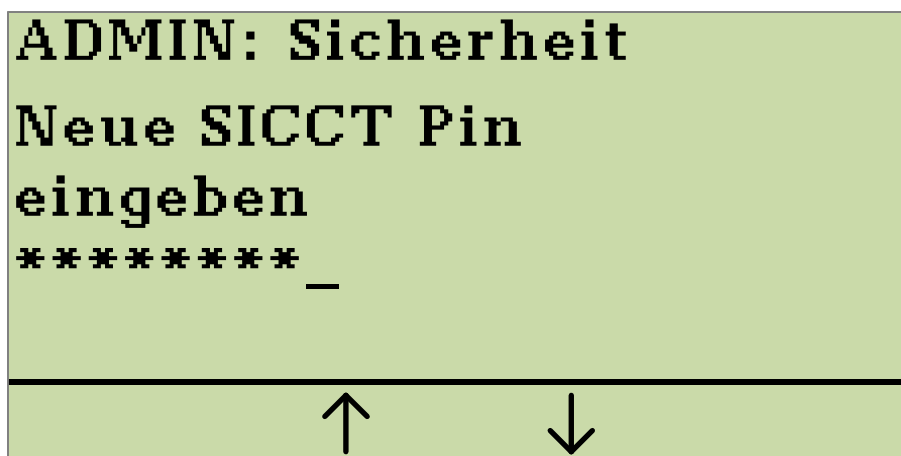 ADMIN: Sicherheit
Neue SICCT Pin
eingeben
********_